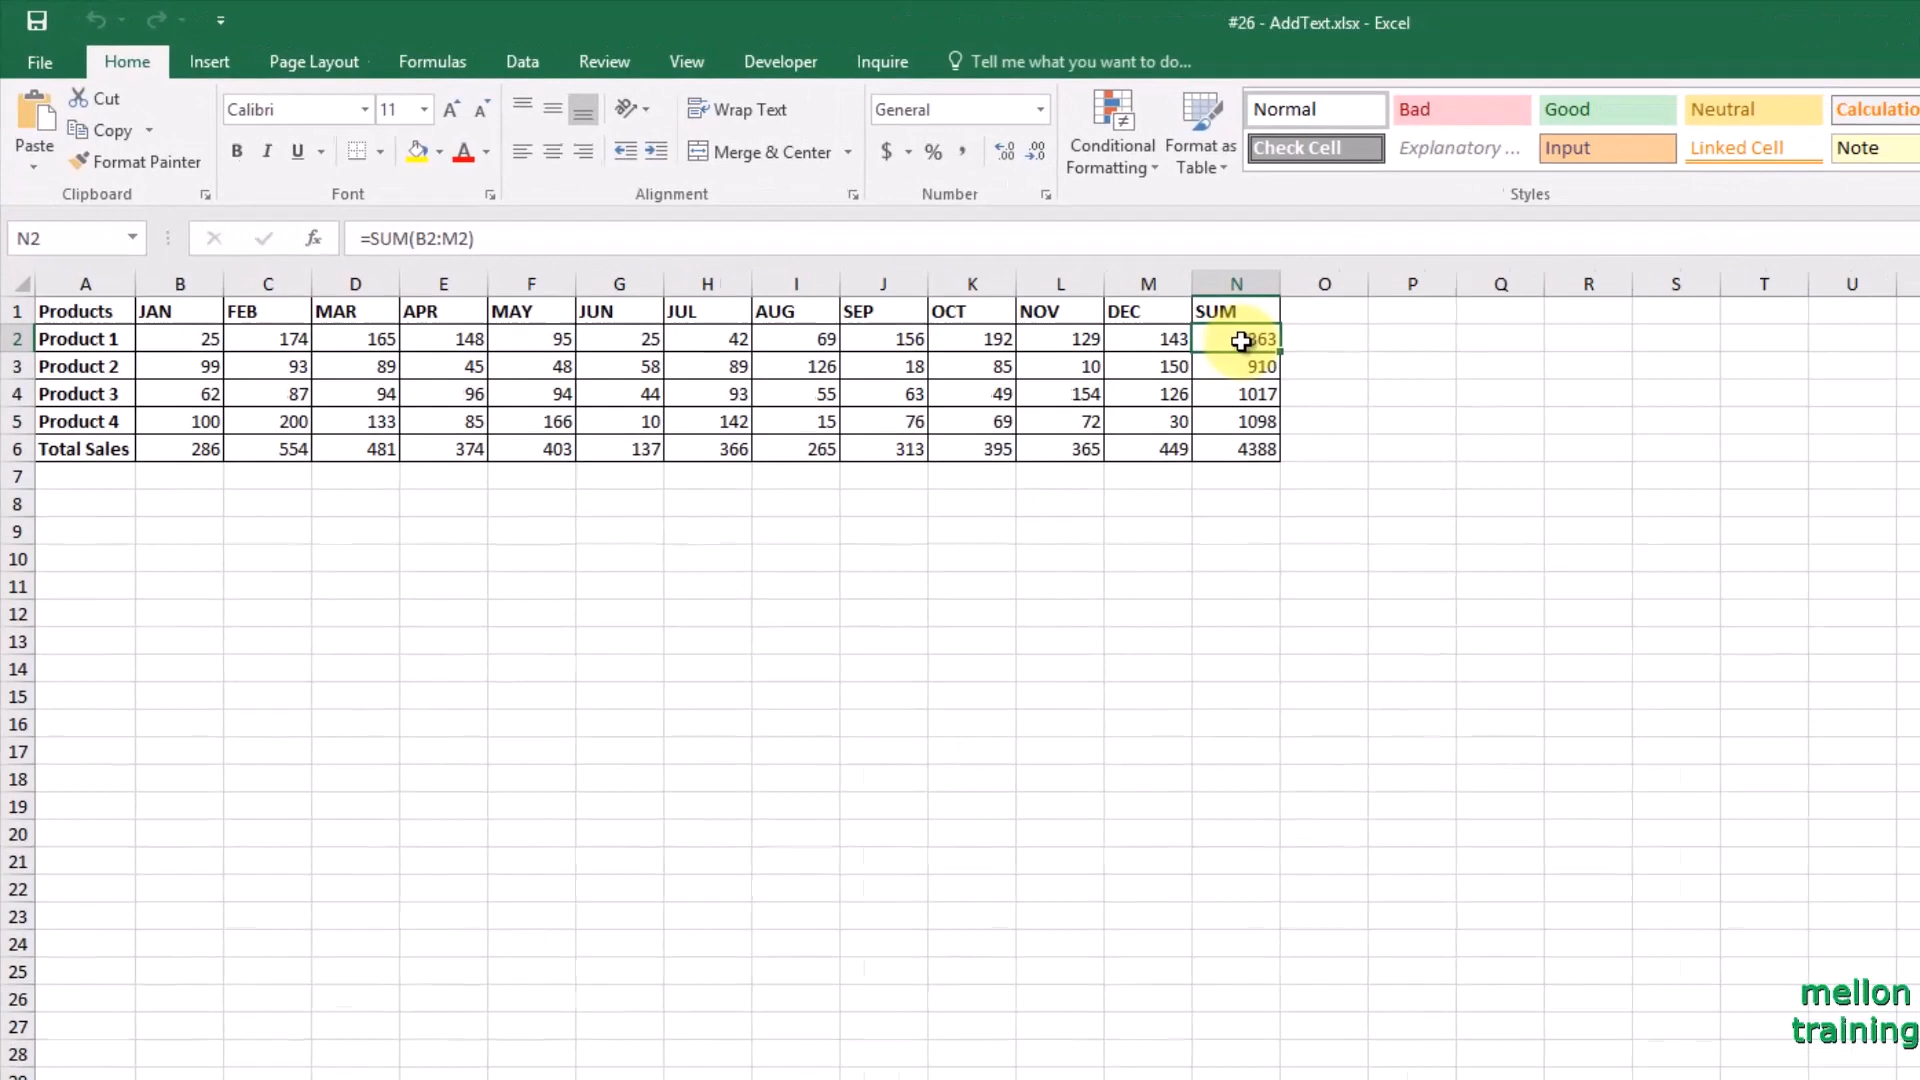 #26 - AddText.xlsx - Excel
File Home Insert Page Layout Formulas Data Review View Developer Inquire Tell me what you want to do...
Paste
Cut
Copy
Format Painter
Clipboard
Calibri 11
B I U A
Font
Wrap Text
Merge & Center
Alignment
General
$ % ,
Number
Conditional Formatting
Format as Table
Normal Bad Good Neutral Calculatio
Check Cell Explanatory ... Input Linked Cell Note
Styles
N2 fx =SUM(B2:M2)
A B C D E F G H I J K L M N O P Q R S T U
1 Products JAN FEB MAR APR MAY JUN JUL AUG SEP OCT NOV DEC SUM
2 Product 1 25 174 165 148 95 25 42 69 156 192 129 143
3 Product 2 99 93 89 45 48 58 89 126 18 85 10 150 910
4 Product 3 62 87 94 96 94 44 93 55 63 49 154 126 1017
5 Product 4 100 200 133 85 166 10 142 15 76 69 72 30 1098
6 Total Sales 286 554 481 374 403 137 366 265 313 395 365 449 4388
7
8
9
10
11
12
13
14
15
16
17
18
19
20
21
22
23
24
25
26
27
28
mellon
training